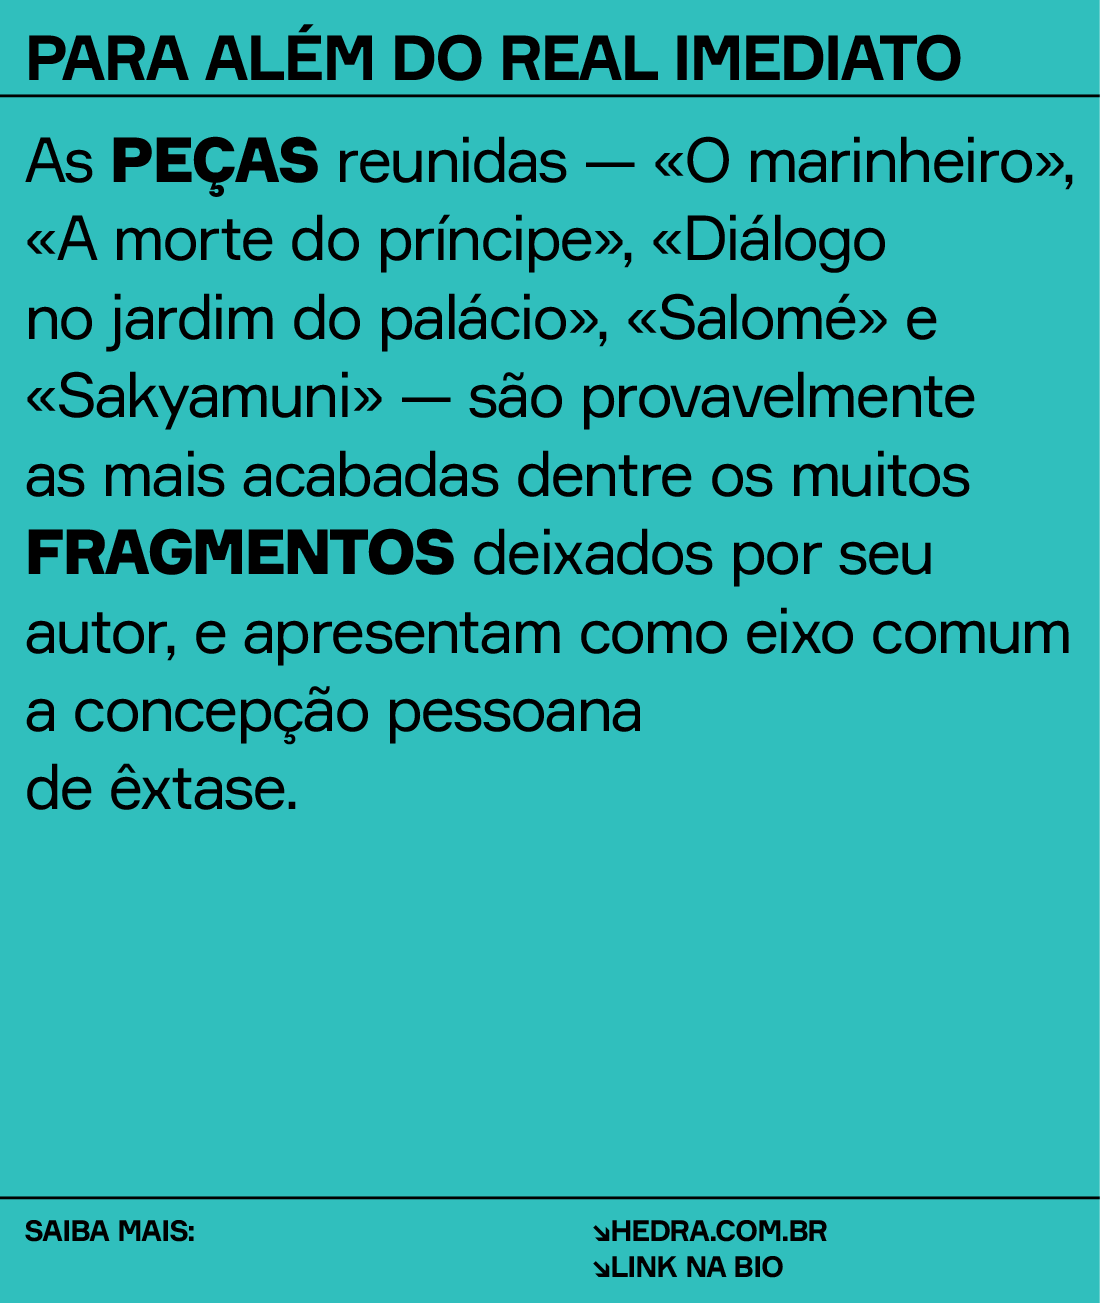 PARA ALÉM DO REAL IMEDIATO
As PEÇAS reunidas — «O marinheiro»,
«A morte do príncipe», «Diálogo
no jardim do palácio», «Salomé» e
«Sakyamuni» — são provavelmente
as mais acabadas dentre os muitos
FRAGMENTOS deixados por seu
autor, e apresentam como eixo comum
a concepção pessoana
de êxtase.
SAIBA MAIS:
↘HEDRA.COM.BR
↘LINK NA BIO